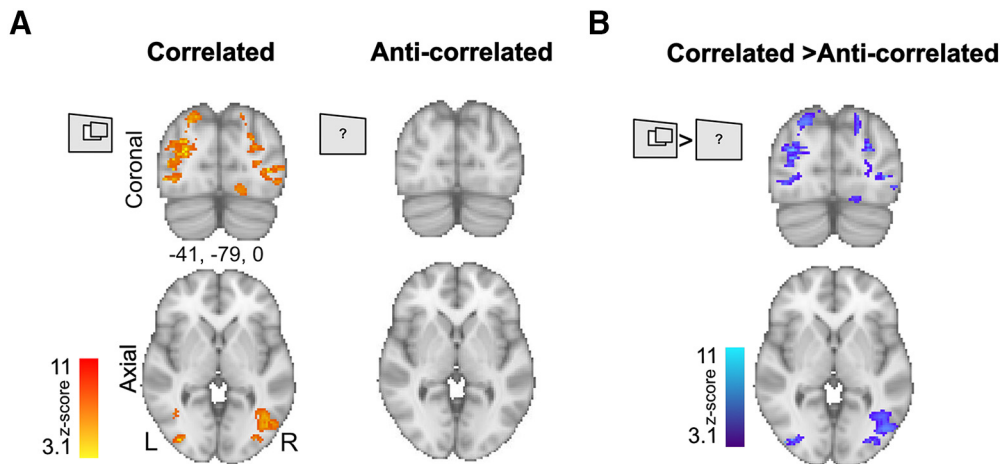 A
B
Correlated
Anti-correlated
Correlated >Anti-correlated
Coronal
?
> ?
-41, -79, 0
Axial
11
z-score
3.1
L
R
11
z-score
3.1